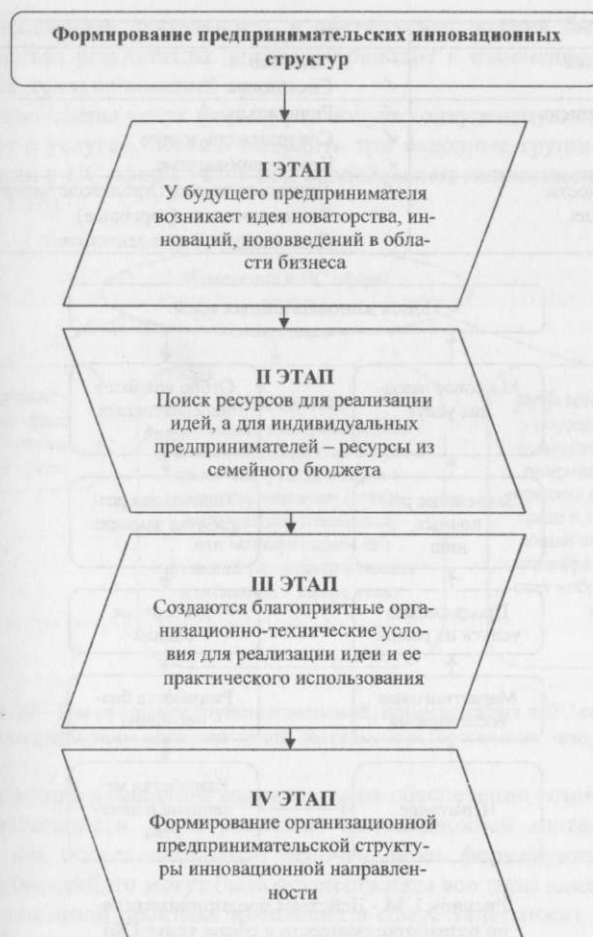 Формирование предпринимательских инновационных
структур
I ЭТАП
У будущего предпринимателя
возникает идея новаторства, ин-
новаций, нововведений в обла-
сти бизнеса
II ЭТАП
Поиск ресурсов для реализации
идей, а для индивидуальных
предпринимателей – ресурсы из
семейного бюджета
III ЭТАП
Создаются благоприятные орга-
низационно-технические усло-
вия для реализации идеи и ее
практического использования
IV ЭТАП
Формирование организационной
предпринимательской структу-
ры инновационной направлен-
ности